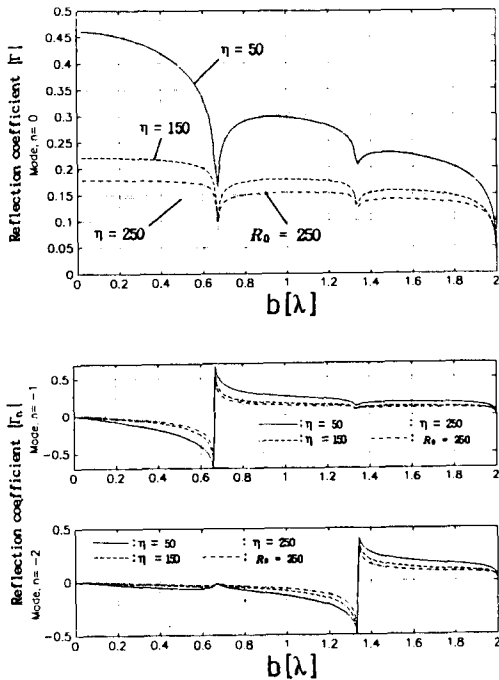 Reflection coefficient |Γ|
Mode, n= 0
0.5
0.45
0.4
0.35
0.3
0.25
0.2
0.15
0.1
0.05
0
η = 50
η = 150
η = 250
R₀ = 250
0 0.2 0.4 0.6 0.8 1 1.2 1.4 1.6 1.8 2
b[λ]
Reflection coefficient |Γₙ|
Mode, n= -1
0.5
0
-0.5
0 0.2 0.4 0.6 0.8 1 1.2 1.4 1.6 1.8 2
: η = 50 : η = 250
: η = 150 : R₀ = 250
Mode, n= -2
0.5
0
-0.5
: η = 50 : η = 250
: η = 150 : R₀ = 250
0 0.2 0.4 0.6 0.8 1 1.2 1.4 1.6 1.8 2
b[λ]